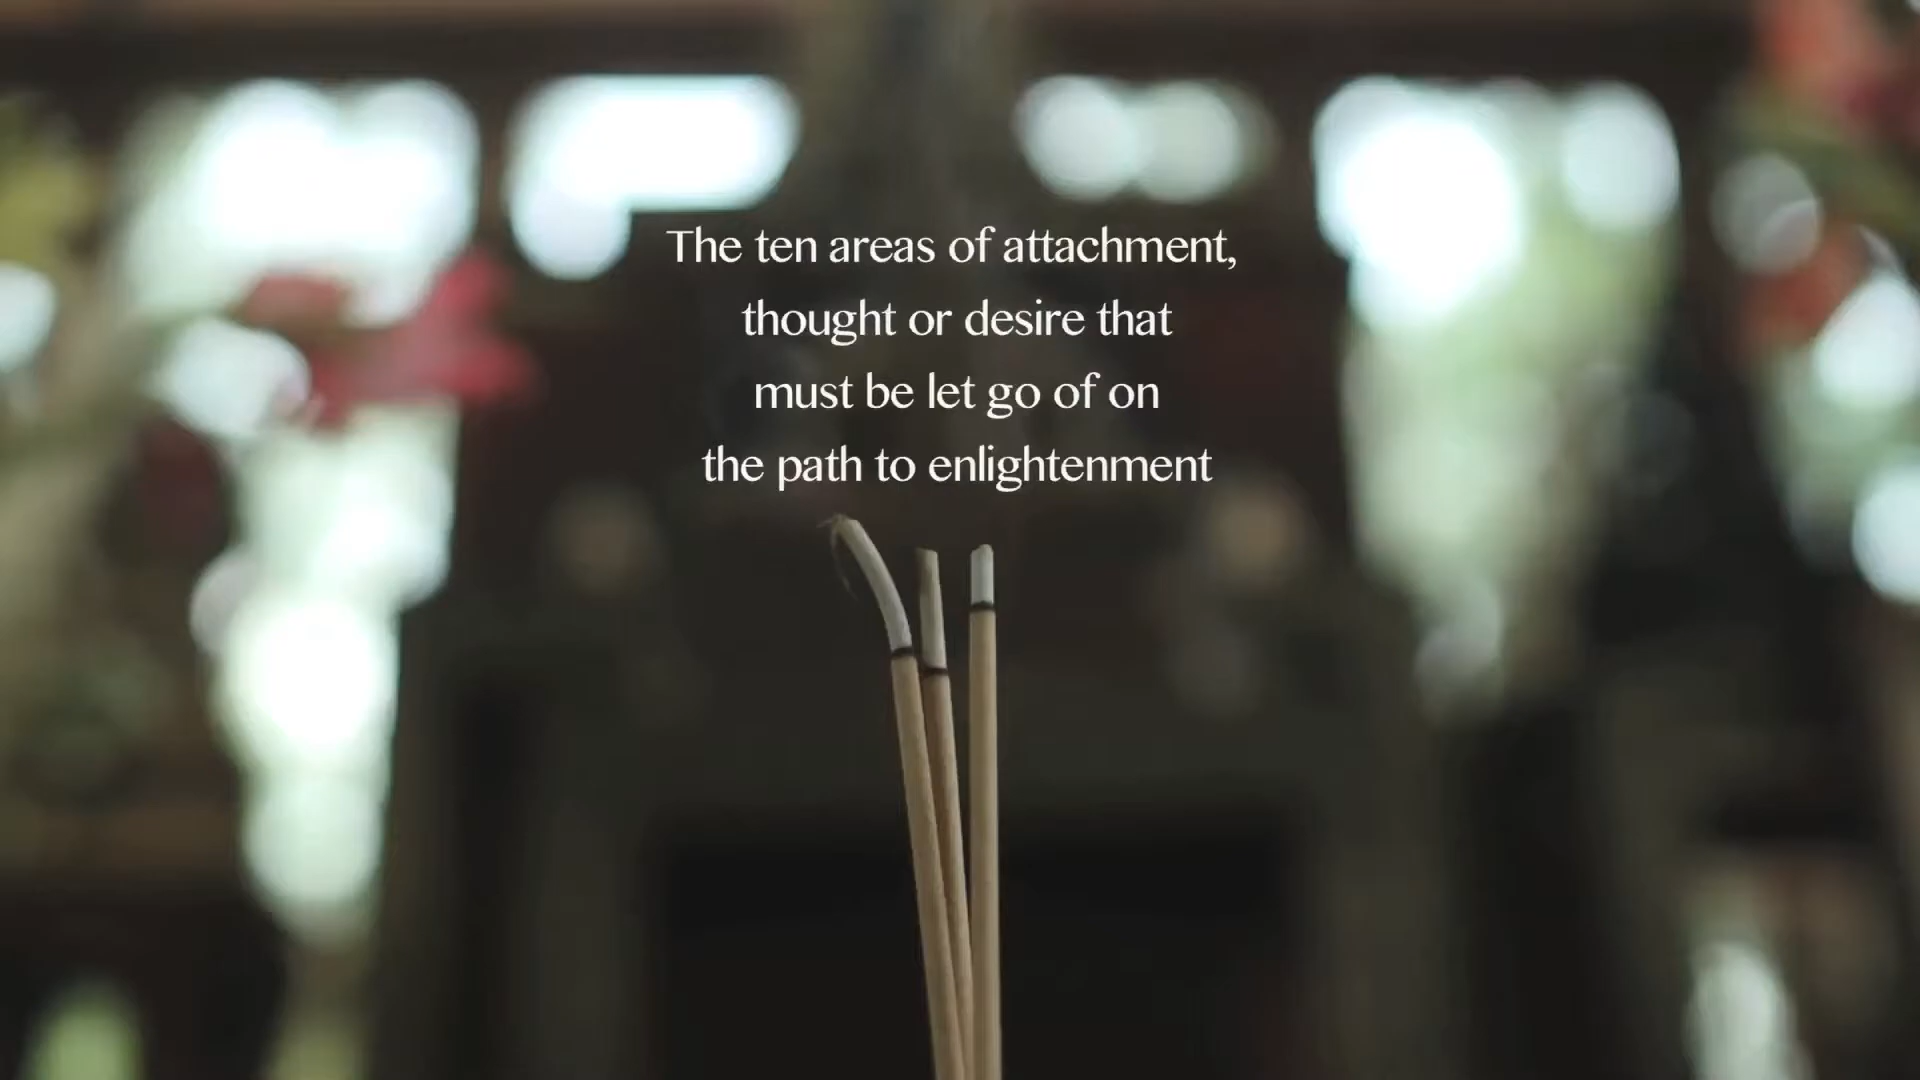 The ten areas of attachment,
thought or desire that
must be let go of on
the path to enlightenment